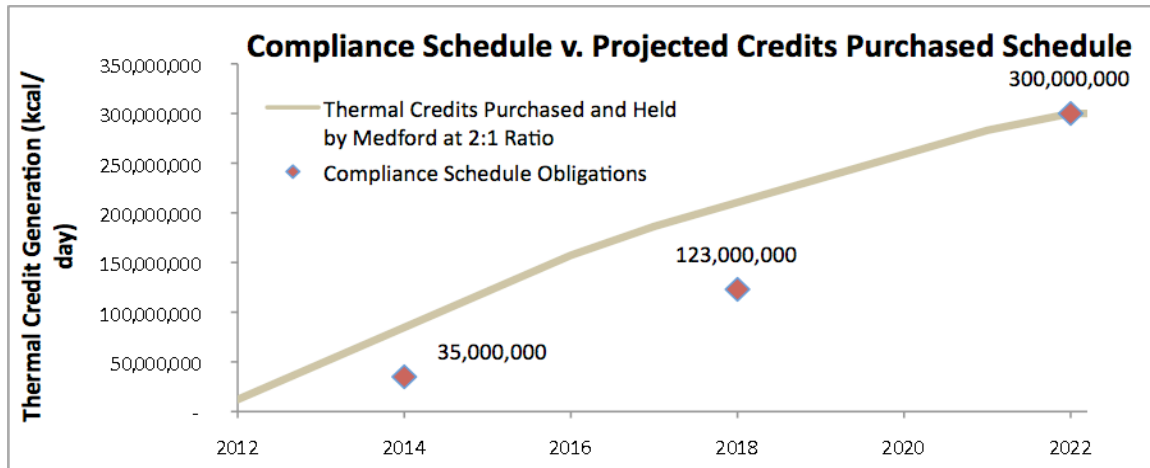 Compliance Schedule v. Projected Credits Purchased Schedule
Thermal Credit Generation (kcal/
day)
350,000,000
300,000,000
250,000,000
200,000,000
150,000,000
100,000,000
50,000,000
-
Thermal Credits Purchased and Held
by Medford at 2:1 Ratio
Compliance Schedule Obligations
35,000,000
123,000,000
300,000,000
2012
2014
2016
2018
2020
2022